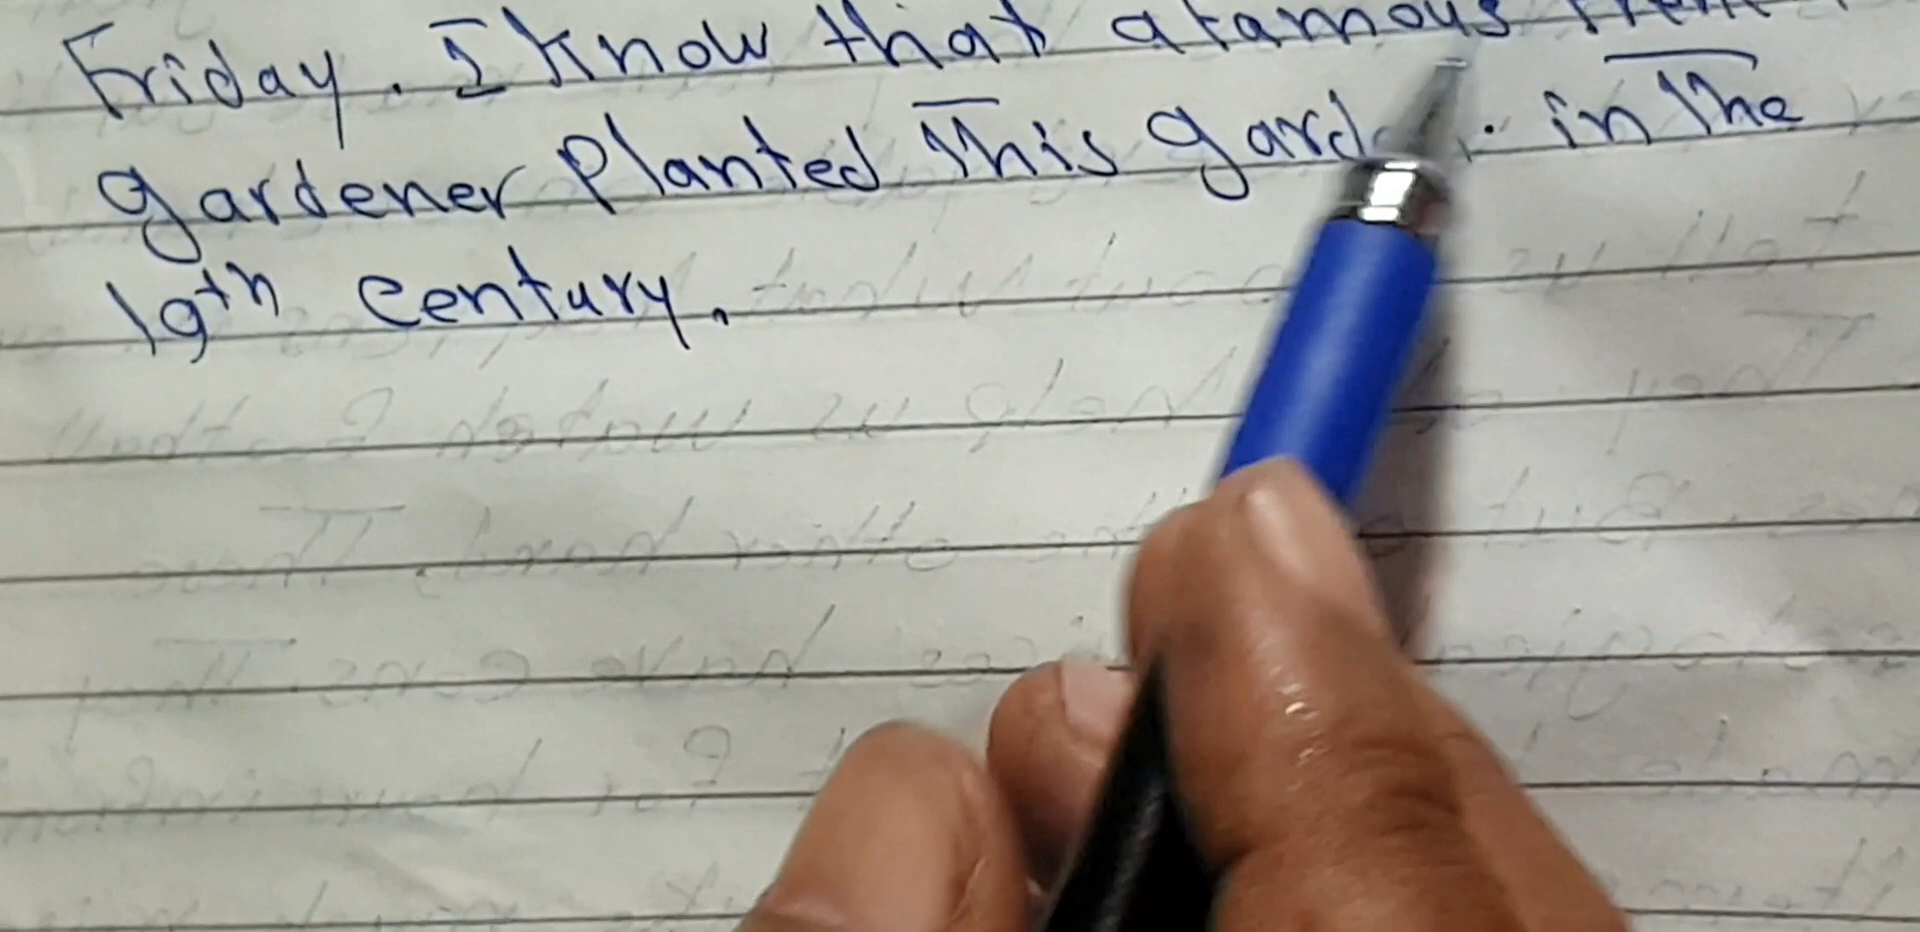 Friday. I know that a famous
gardener Planted This in The
19th century.